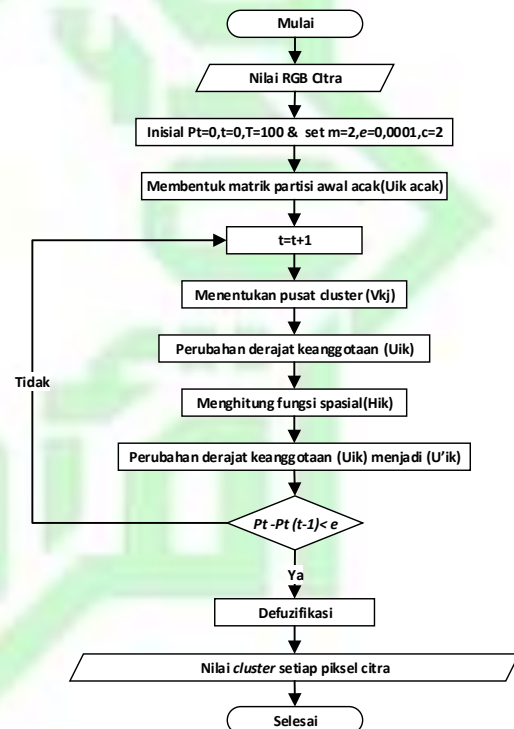 Mulai
Nilai RGB CItra
Inisial Pt=0,t=0,T=100 & set m=2,e=0,0001,c=2
Membentuk matrik partisi awal acak(Uik acak)
t=t+1
Menentukan pusat cluster (Vkj)
Perubahan derajat keanggotaan (Uik)
Tidak
Menghitung fungsi spasial(Hik)
Perubahan derajat keanggotaan (Uik) menjadi (U'ik)
Pt -Pt (t-1)< e
Ya
Defuzifikasi
Nilai cluster setiap piksel citra
Selesai